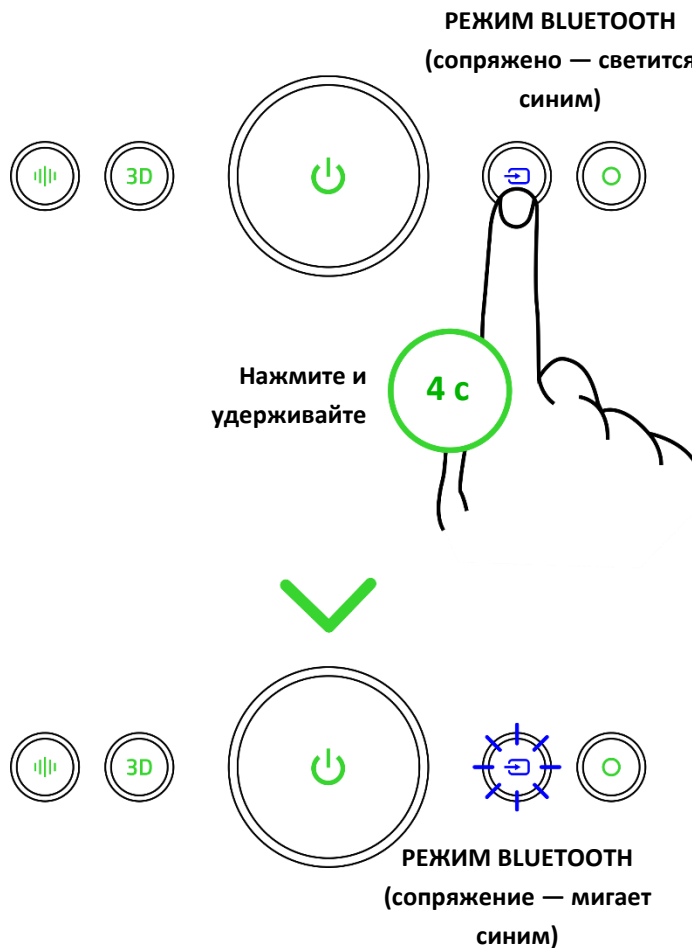 РЕЖИМ BLUETOOTH
(сопряжено — светится
синим)
3D
Нажмите и
удерживайте
4 с
3D
РЕЖИМ BLUETOOTH
(сопряжение — мигает
синим)